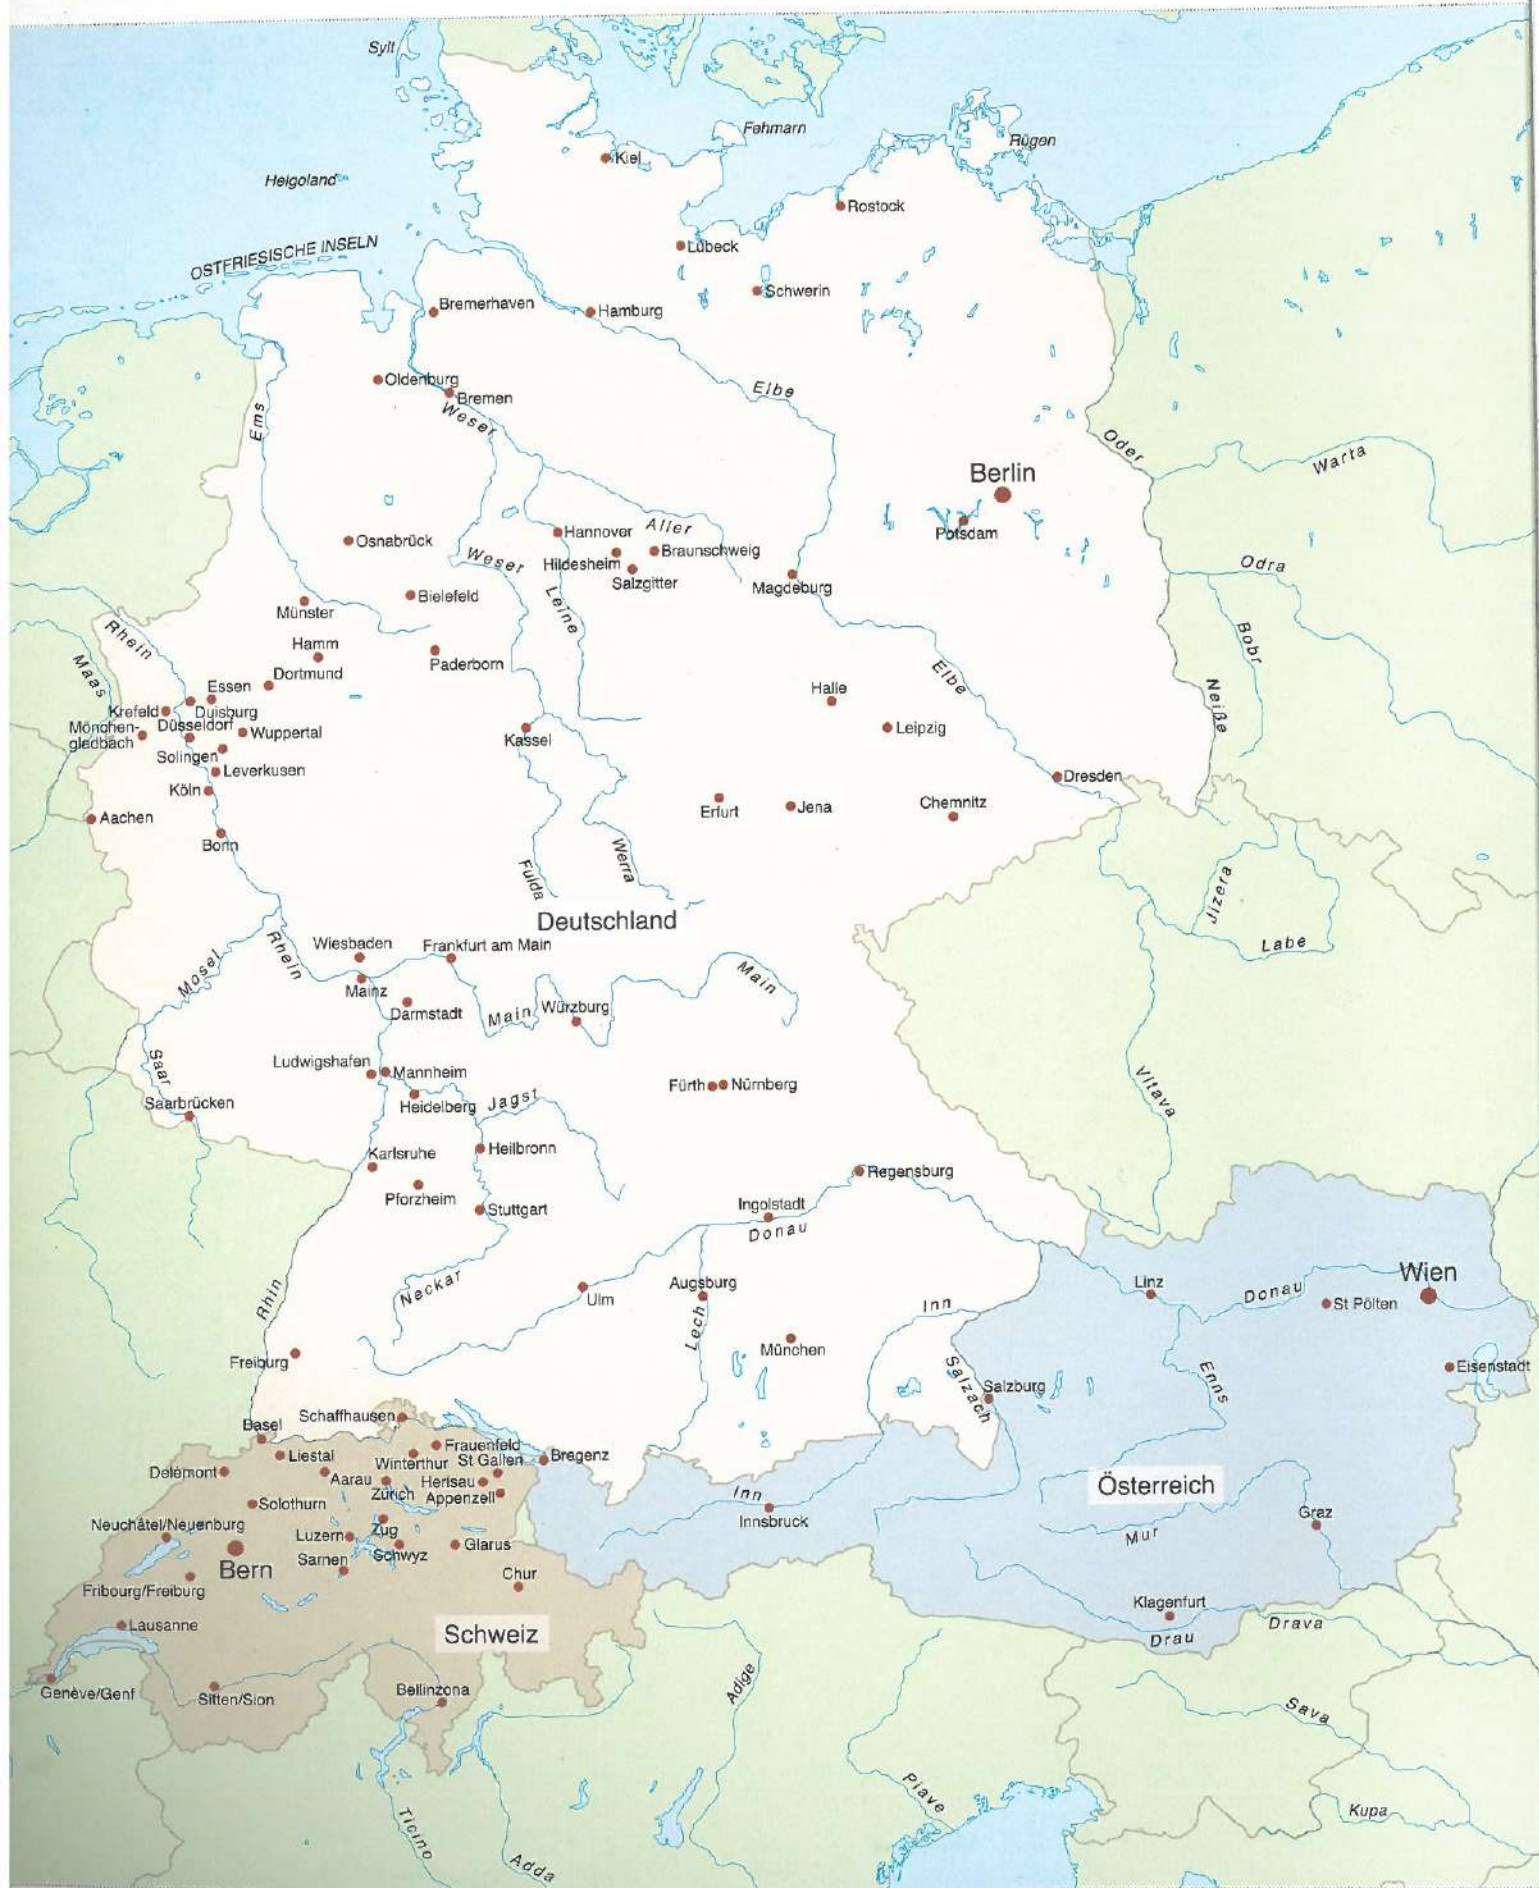 Sylt
Fehmarn
Rügen
Kiel
Helgoland
Rostock
OSTFRIESISCHE INSELN
Lübeck
Schwerin
Bremerhaven
Hamburg
Oldenburg
Bremen
Elbe
Weser
Ems
Oder
Warta
Berlin
Potsdam
Hannover
Aller
Osnabrück
Braunschweig
Hildesheim
Weser
Salzgitter
Magdeburg
Odra
Bielefeld
Leine
Münster
Bobr
Rhein
Hamm
Paderborn
Maas
Dortmund
Elbe
Essen
Halle
Neiße
Krefeld
Duisburg
Mönchen-
gladbach
Düsseldorf
Wuppertal
Leipzig
Kassel
Solingen
Leverkusen
Dresden
Köln
Erfurt
Jena
Chemnitz
Aachen
Bonn
Werra
Fulda
Jizera
Deutschland
Labe
Wiesbaden
Frankfurt am Main
Rhein
Mosel
Main
Mainz
Darmstadt
Main
Würzburg
Saar
Ludwigshafen
Mannheim
Fürth
Nürnberg
Vltava
Saarbrücken
Heidelberg
Jagst
Karlsruhe
Heilbronn
Regensburg
Pforzheim
Stuttgart
Ingolstadt
Donau
Rhin
Neckar
Ulm
Augsburg
Lech
Inn
Linz
Donau
Wien
St Pölten
München
Freiburg
Salzach
Salzburg
Enns
Eisenstadt
Basel
Schaffhausen
Frauenfeld
Liestal
Winterthur
St Gallen
Bregenz
Delémont
Aarau
Zürich
Herisau
Appenzell
Inn
Österreich
Solothurn
Neuchâtel/Neuenburg
Luzern
Zug
Innsbruck
Graz
Mur
Bern
Sarnen
Schwyz
Glarus
Chur
Fribourg/Freiburg
Lausanne
Klagenfurt
Schweiz
Drau
Drava
Genève/Genf
Sitten/Sion
Bellinzona
Adige
Sava
Piave
Ticino
Kupa
Adda